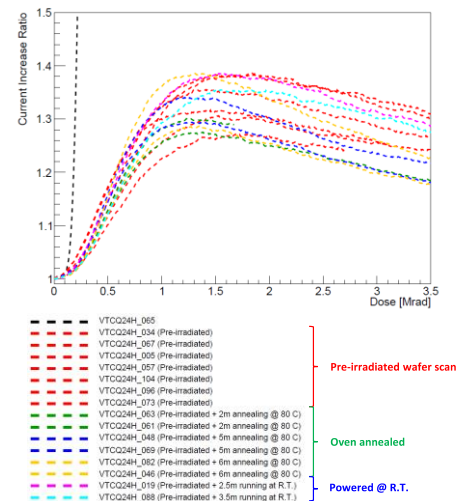 1.5
1.4
1.3
1.2
1.1
1
Current Increase Ratio
0 0.5 1 1.5 2 2.5 3 3.5
Dose [Mrad]
VTCQ24H_065
VTCQ24H_034 (Pre-irradiated)
VTCQ24H_067 (Pre-irradiated)
VTCQ24H_005 (Pre-irradiated)
VTCQ24H_057 (Pre-irradiated)
VTCQ24H_104 (Pre-irradiated)
VTCQ24H_096 (Pre-irradiated)
VTCQ24H_073 (Pre-irradiated)
Pre-irradiated wafer scan
VTCQ24H_063 (Pre-irradiated + 2m annealing @ 80 C)
VTCQ24H_061 (Pre-irradiated + 2m annealing @ 80 C)
VTCQ24H_048 (Pre-irradiated + 5m annealing @ 80 C)
VTCQ24H_069 (Pre-irradiated + 5m annealing @ 80 C)
VTCQ24H_082 (Pre-irradiated + 6m annealing @ 80 C)
VTCQ24H_046 (Pre-irradiated + 6m annealing @ 80 C)
Oven annealed
VTCQ24H_019 (Pre-irradiated + 2.5m running at R.T.)
VTCQ24H_088 (Pre-irradiated + 3.5m running at R.T.)
Powered @ R.T.